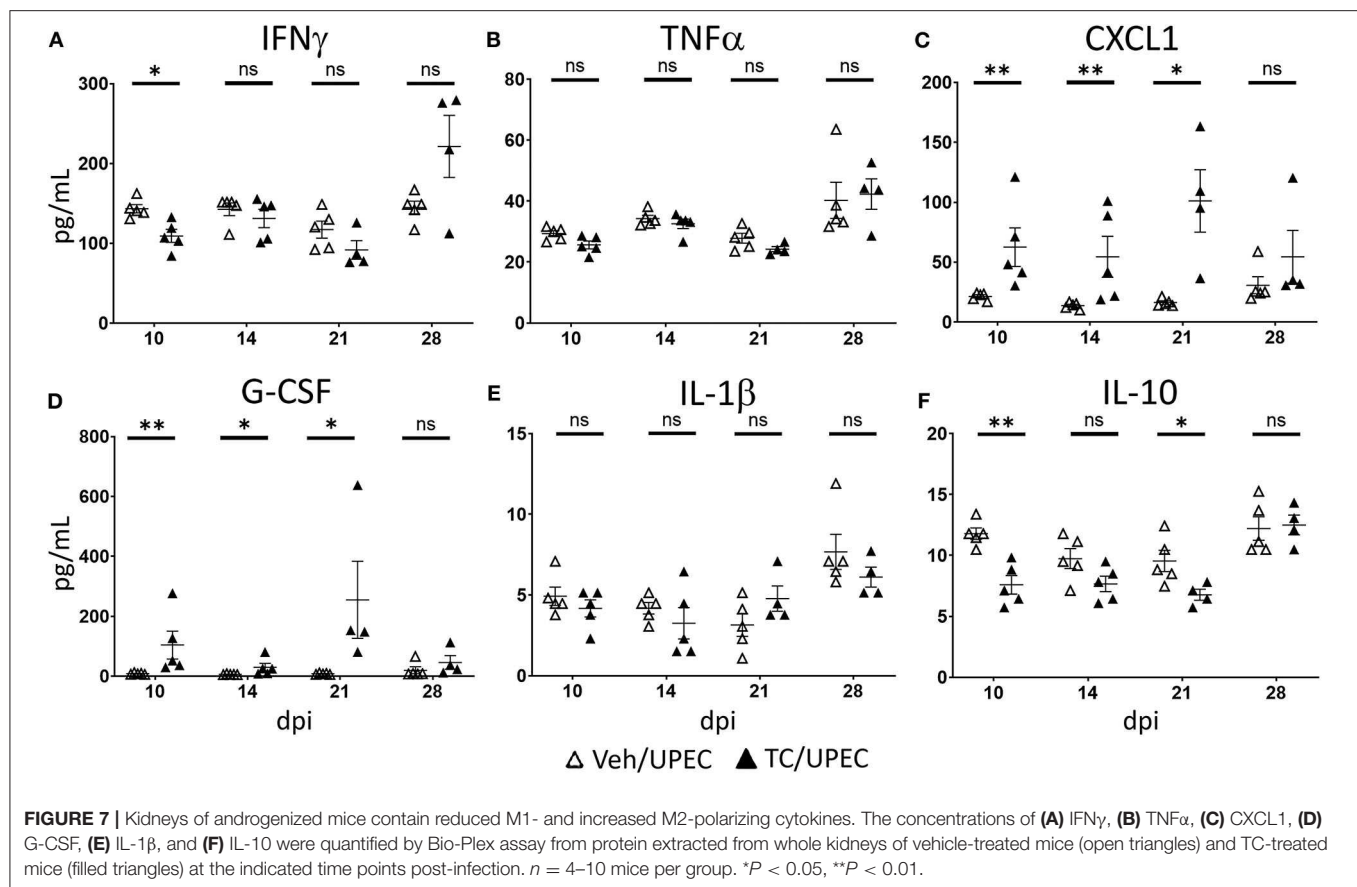 A
IFNγ
* ns ns ns
300
200
100
0
pg/mL
10 14 21 28
B
TNFα
ns ns ns ns
80
60
40
20
0
10 14 21 28
C
CXCL1
** ** * ns
200
150
100
50
0
10 14 21 28
D
G-CSF
** * * ns
800
600
400
200
0
pg/mL
10 14 21 28
dpi
E
IL-1β
ns ns ns ns
15
10
5
0
10 14 21 28
F
IL-10
** ns * ns
20
15
10
5
0
10 14 21 28
dpi
△ Veh/UPEC ▲ TC/UPEC
FIGURE 7 | Kidneys of androgenized mice contain reduced M1- and increased M2-polarizing cytokines. The concentrations of (A) IFNγ, (B) TNFα, (C) CXCL1, (D)
G-CSF, (E) IL-1β, and (F) IL-10 were quantified by Bio-Plex assay from protein extracted from whole kidneys of vehicle-treated mice (open triangles) and TC-treated
mice (filled triangles) at the indicated time points post-infection. n = 4–10 mice per group. *P < 0.05, **P < 0.01.